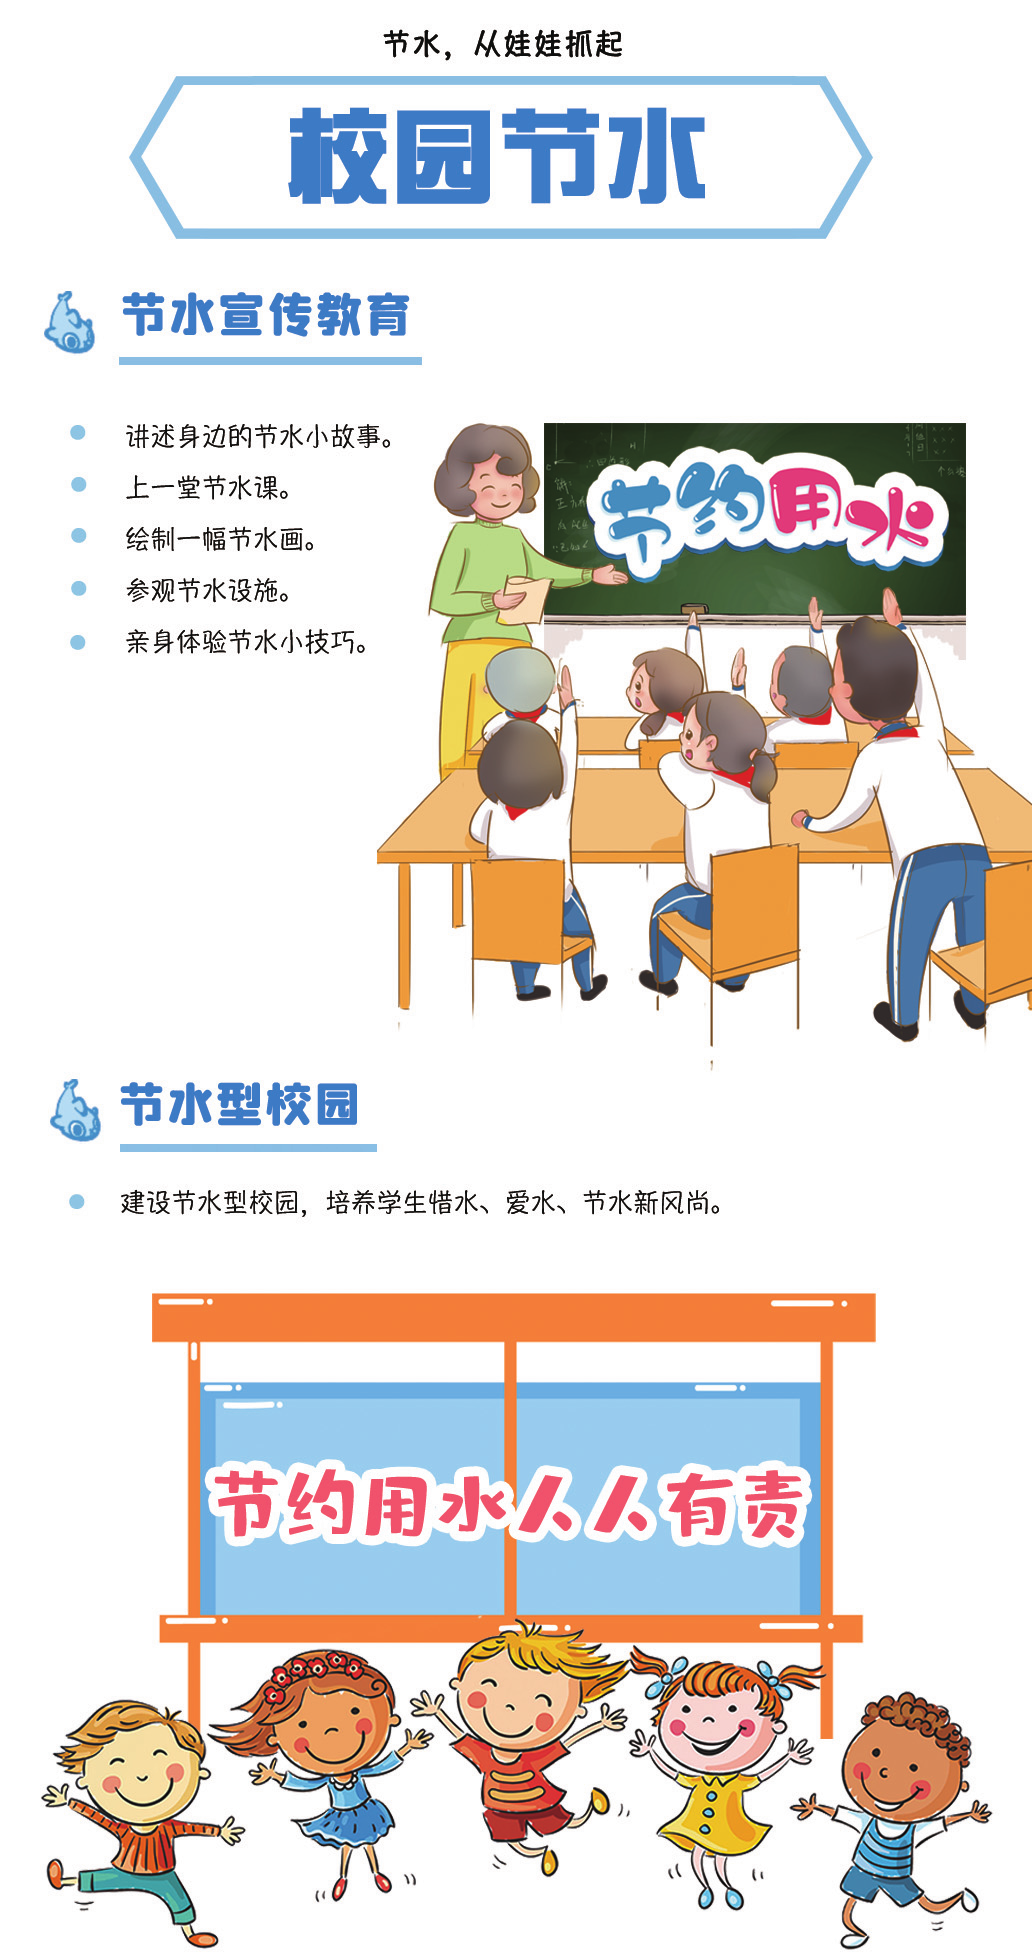 节水，从娃娃抓起
校园节水
节水宣传教育
讲述身边的节水小故事。
上一堂节水课。
绘制一幅节水画。
参观节水设施。
亲身体验节水小技巧。
节约用水
节水型校园
建设节水型校园，培养学生惜水、爱水、节水新风尚。
节约用水人人有责